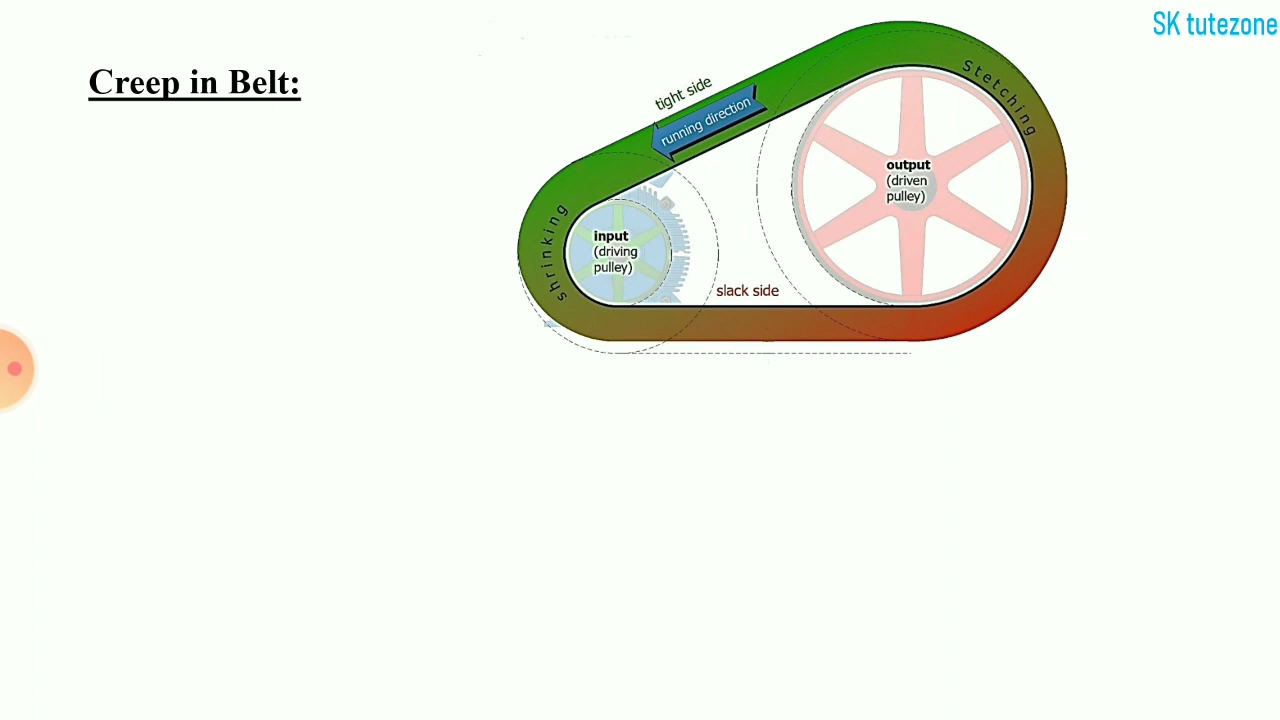 SK tutezone
Creep in Belt:
tight side
running direction
Stetching
output
(driven
pulley)
shrinking
input
(driving
pulley)
slack side